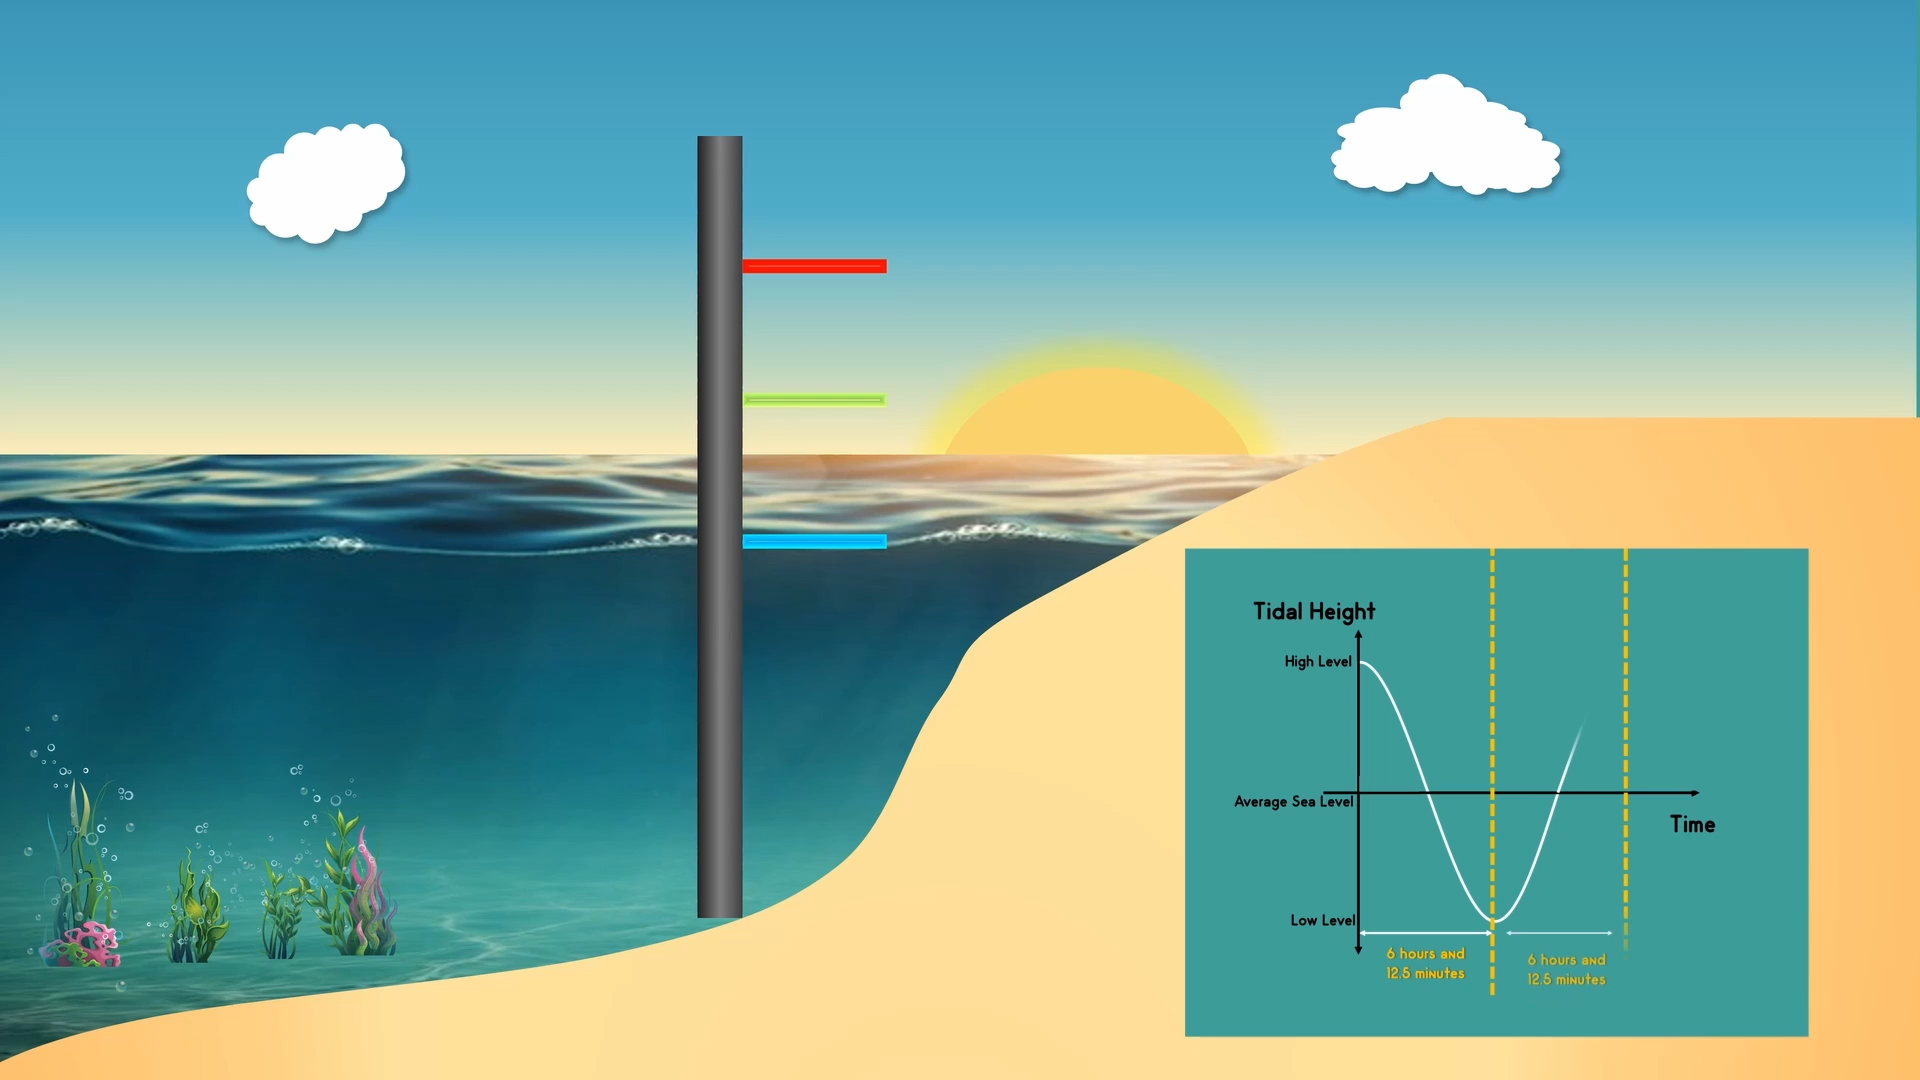 Tidal Height
High Level
Average Sea Level
Time
Low Level
6 hours and
12.5 minutes
6 hours and
12.5 minutes